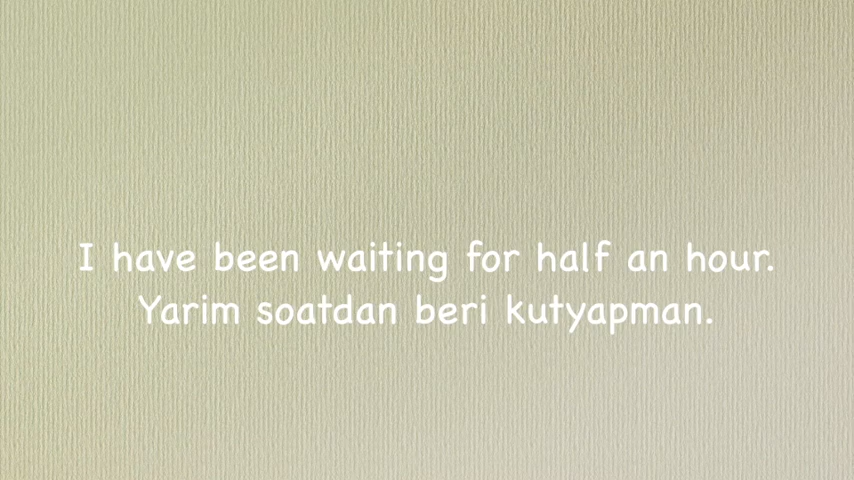 I have been waiting for half an hour.
Yarim soatdan beri kutyapman.